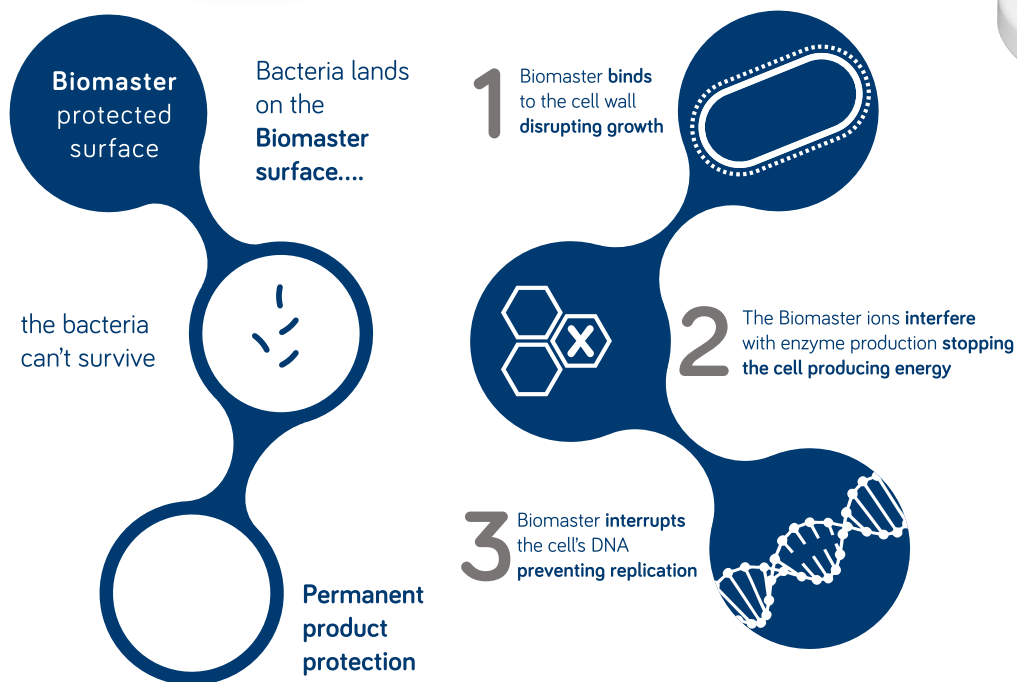 Biomaster
protected
surface
Bacteria lands
on the
Biomaster
surface....
the bacteria
can't survive
Permanent
product
protection
1
Biomaster binds
to the cell wall
disrupting growth
2
The Biomaster ions interfere
with enzyme production stopping
the cell producing energy
3
Biomaster interrupts
the cell's DNA
preventing replication